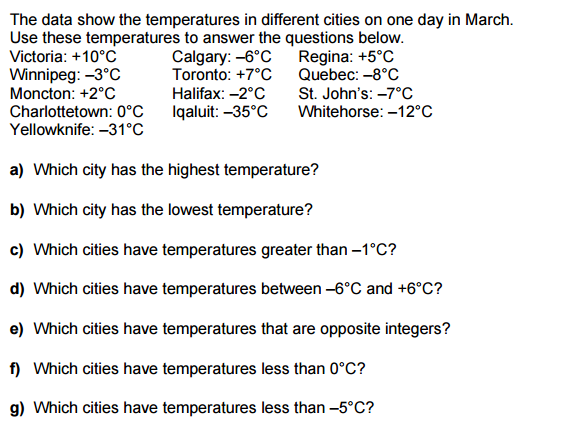 The data show the temperatures in different cities on one day in March.
Use these temperatures to answer the questions below.
Victoria: +10°C Calgary: –6°C Regina: +5°C
Winnipeg: –3°C Toronto: +7°C Quebec: –8°C
Moncton: +2°C Halifax: –2°C St. John's: –7°C
Charlottetown: 0°C Iqaluit: –35°C Whitehorse: –12°C
Yellowknife: –31°C
a) Which city has the highest temperature?
b) Which city has the lowest temperature?
c) Which cities have temperatures greater than –1°C?
d) Which cities have temperatures between –6°C and +6°C?
e) Which cities have temperatures that are opposite integers?
f) Which cities have temperatures less than 0°C?
g) Which cities have temperatures less than –5°C?